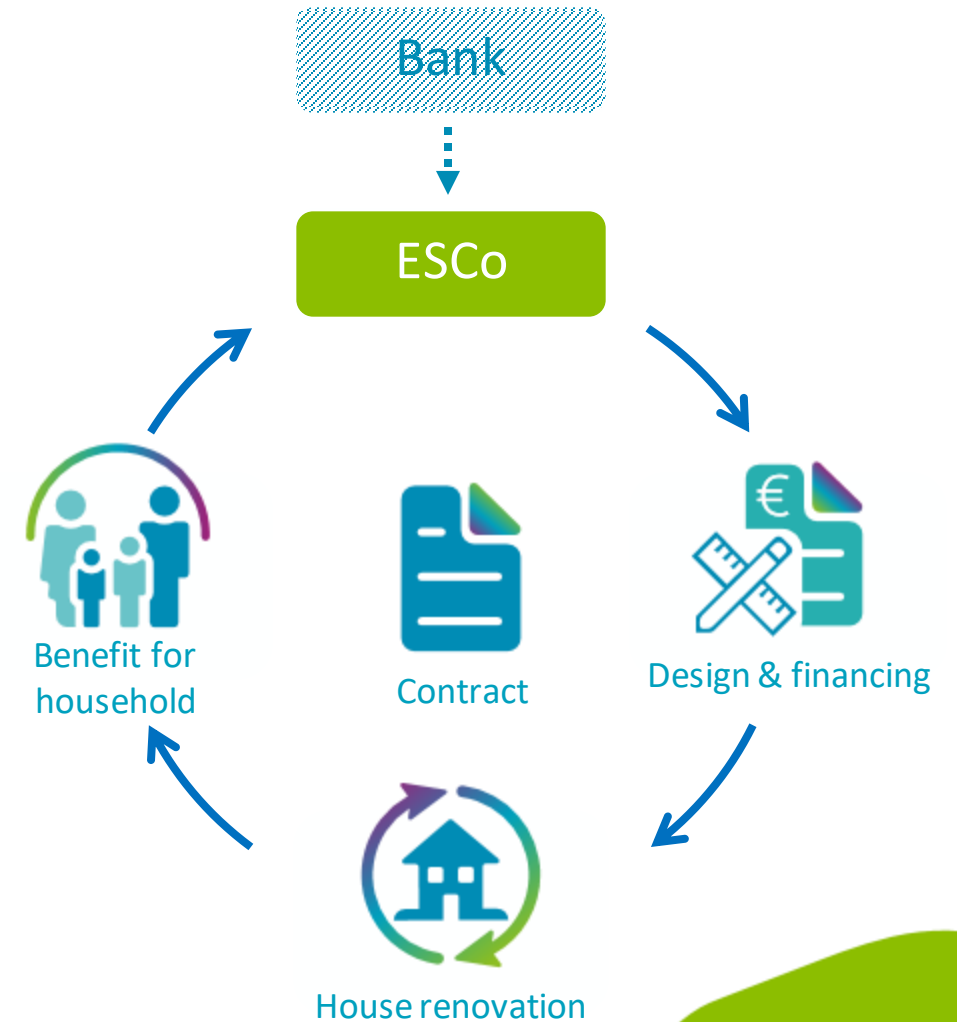 Bank
ESCo
€
Benefit for
household
Contract
Design & financing
House renovation